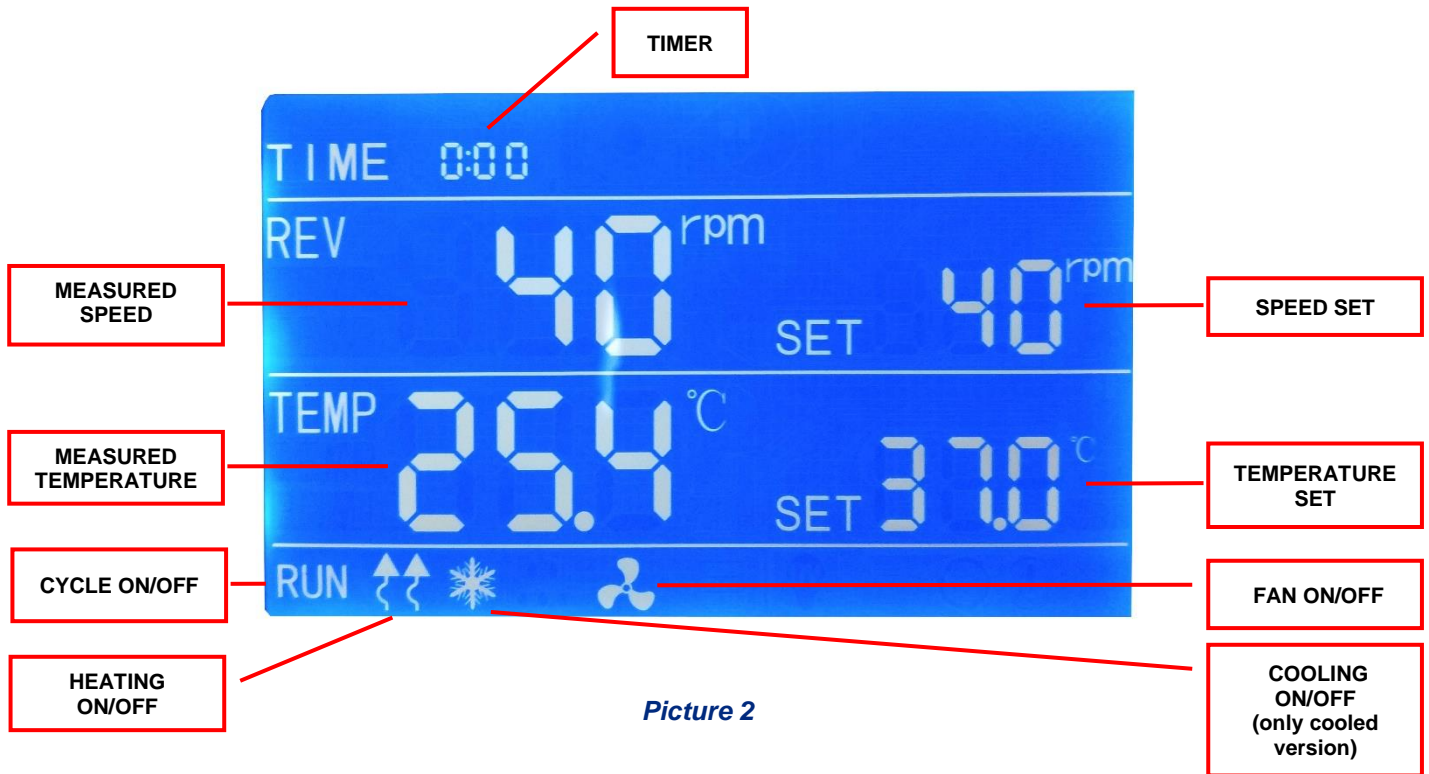 TIMER
TIME 0:00
REV 40 rpm
SET 40 rpm
MEASURED
SPEED
SPEED SET
TEMP 25.4 °C
SET 37.0 °C
MEASURED
TEMPERATURE
TEMPERATURE
SET
RUN
CYCLE ON/OFF
FAN ON/OFF
HEATING
ON/OFF
COOLING
ON/OFF
(only cooled
version)
Picture 2